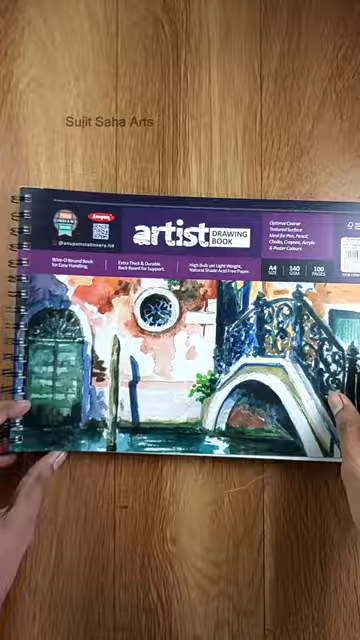 Sujit Saha Arts
Anupam
artist
DRAWING
BOOK
@anupamstationery.ltd
Optimal Coarse
Textured Surface
Ideal for Pen, Pencil,
Chalks, Crayons, Acrylic
& Poster Colours
Wire-O Bound Book
for Easy Handling
Extra Thick & Durable
Back Board for Support
High Bulk yet Light Weight,
Natural Shade Acid Free Paper
A4
SIZE
140
GSM
100
PAGES